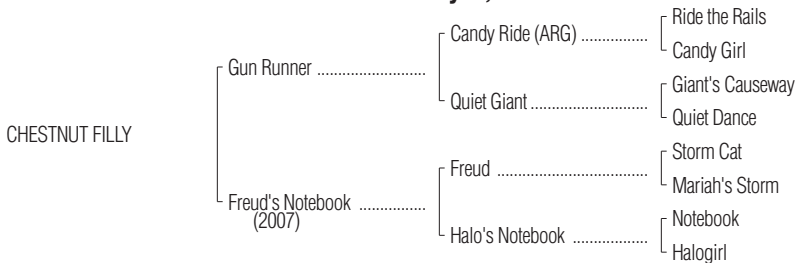 Ride the Rails
Candy Ride (ARG) ................
Candy Girl
Gun Runner ..........................
Giant's Causeway
Quiet Giant............................
Quiet Dance
CHESTNUT FILLY
Storm Cat
Freud ....................................
Mariah's Storm
Freud's Notebook ................
(2007)
Notebook
Halo's Notebook ..................
Halogirl